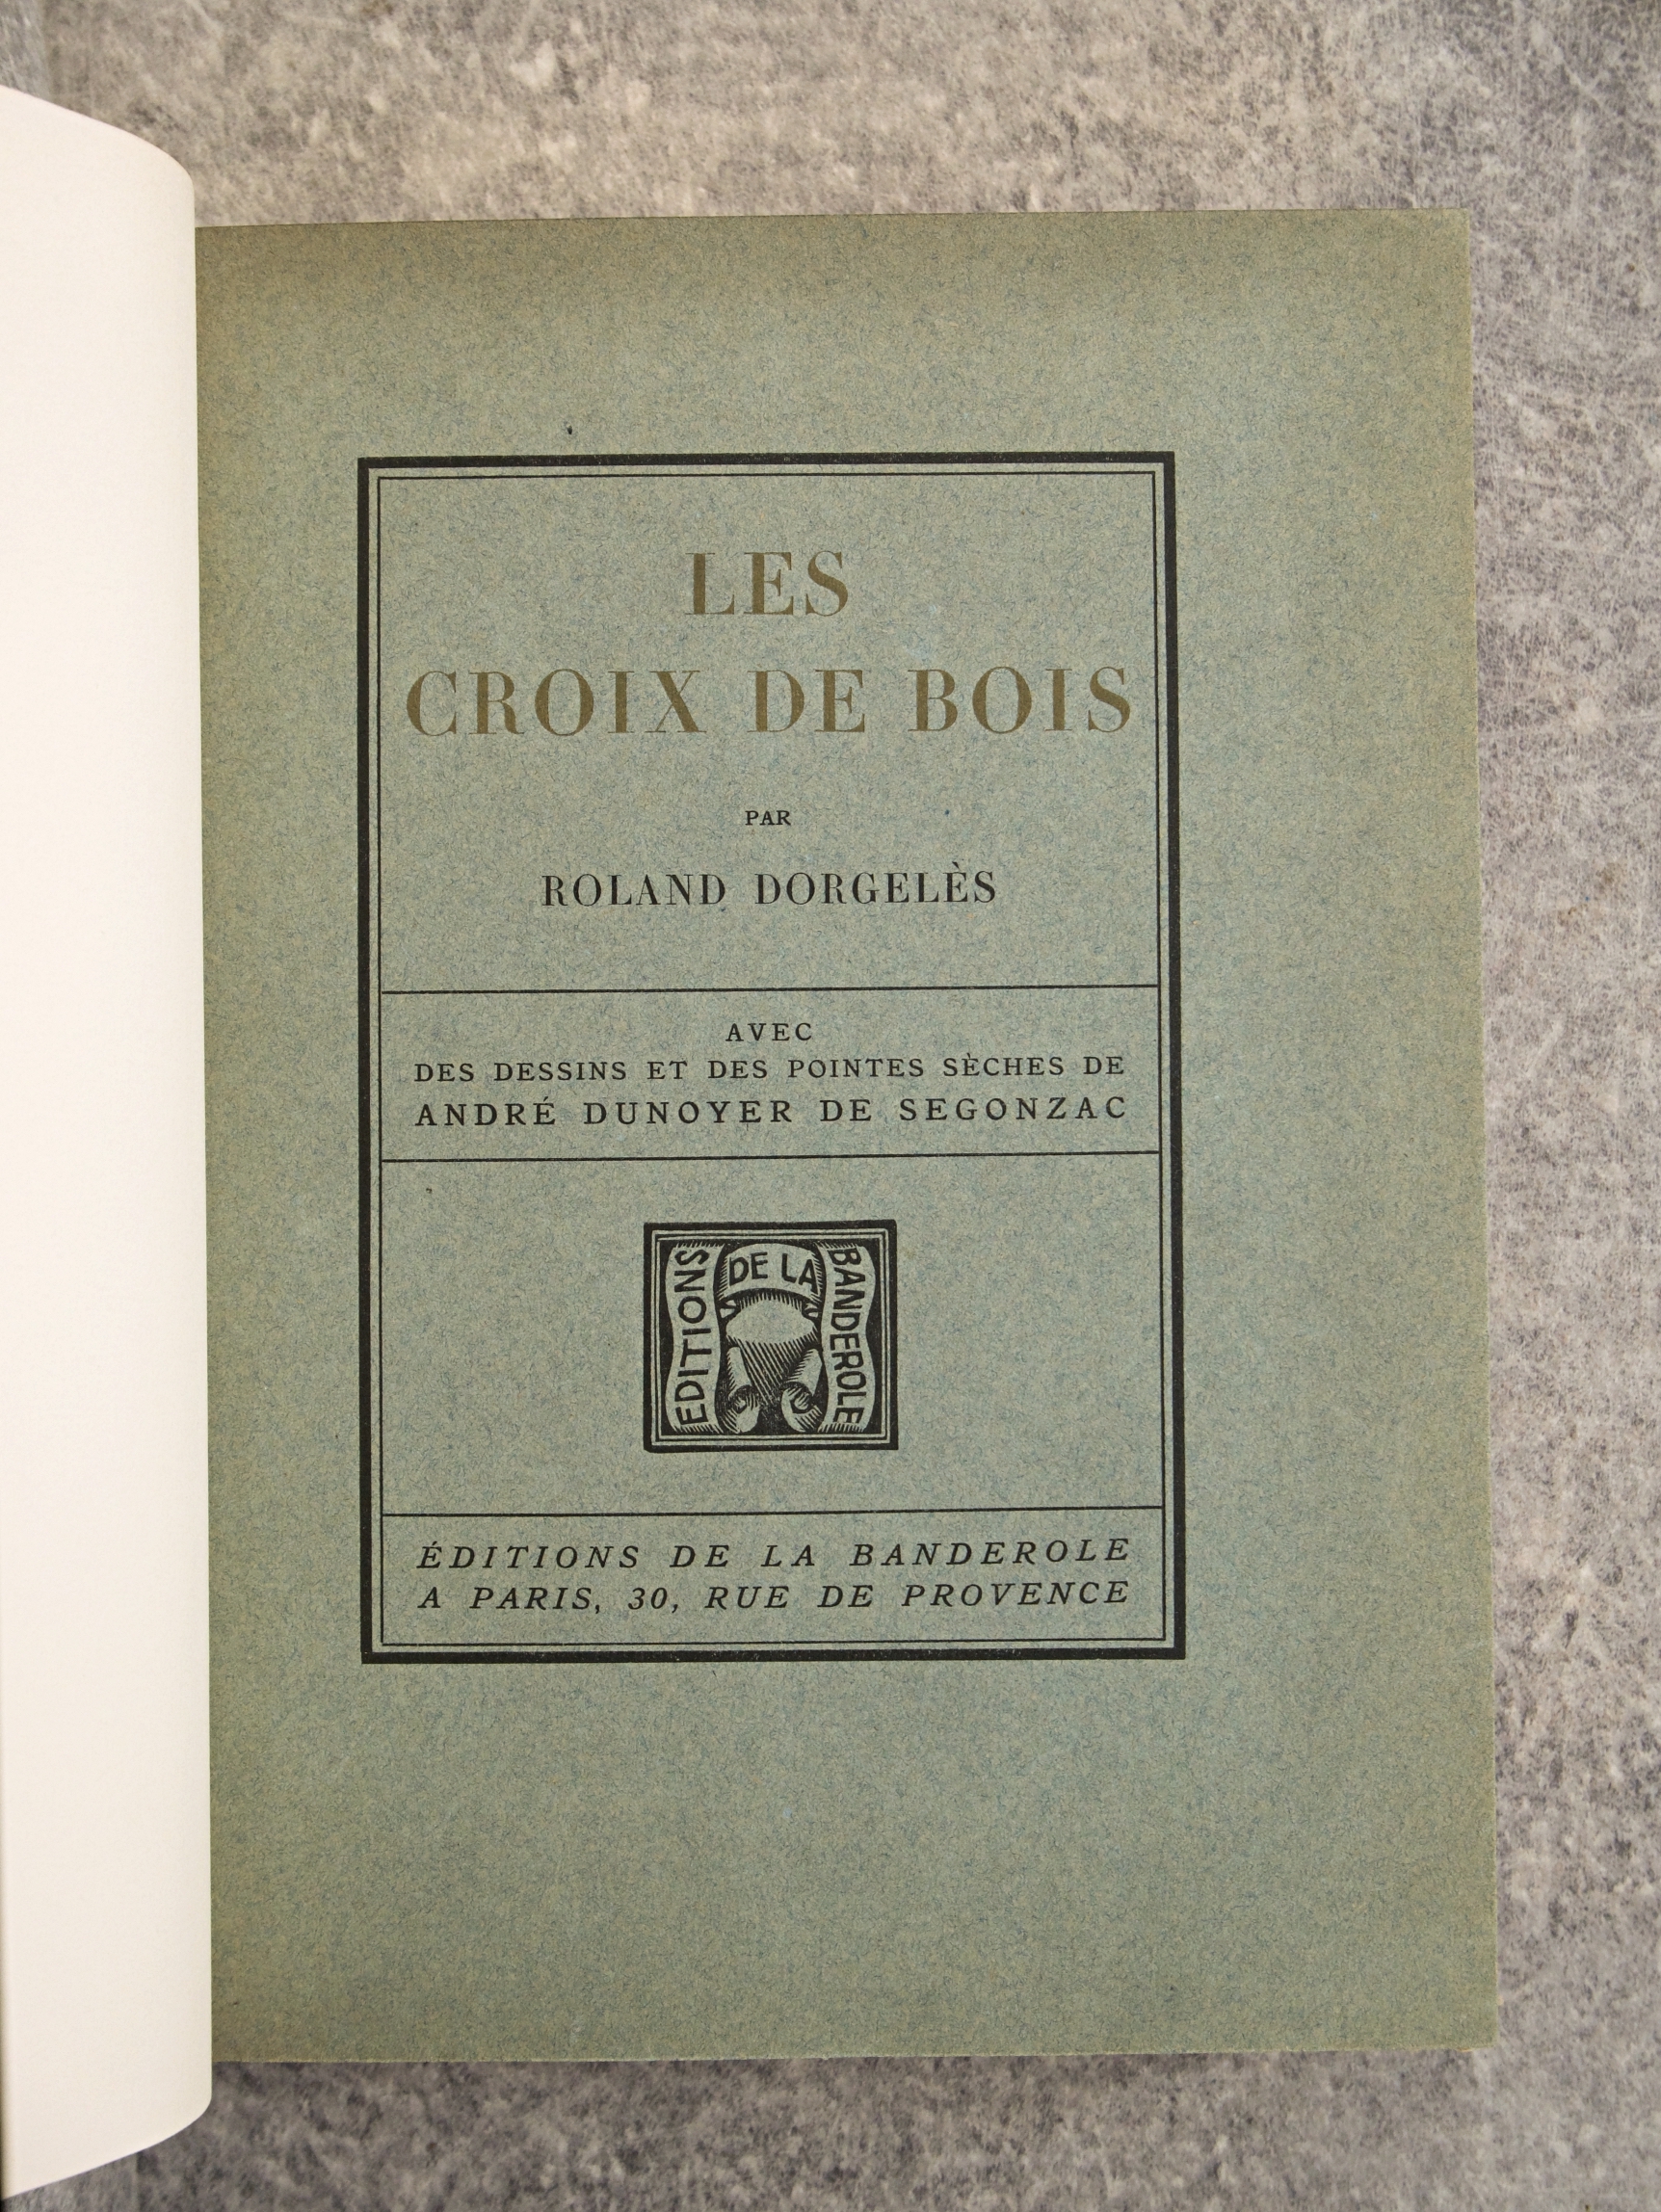 LES
CROIX DE BOIS
PAR
ROLAND DORGELÈS
AVEC
DES DESSINS ET DES POINTES SÈCHES DE
ANDRÉ DUNOYER DE SEGONZAC
EDITIONS
DE LA
BANDEROLE
ÉDITIONS DE LA BANDEROLE
A PARIS, 30, RUE DE PROVENCE